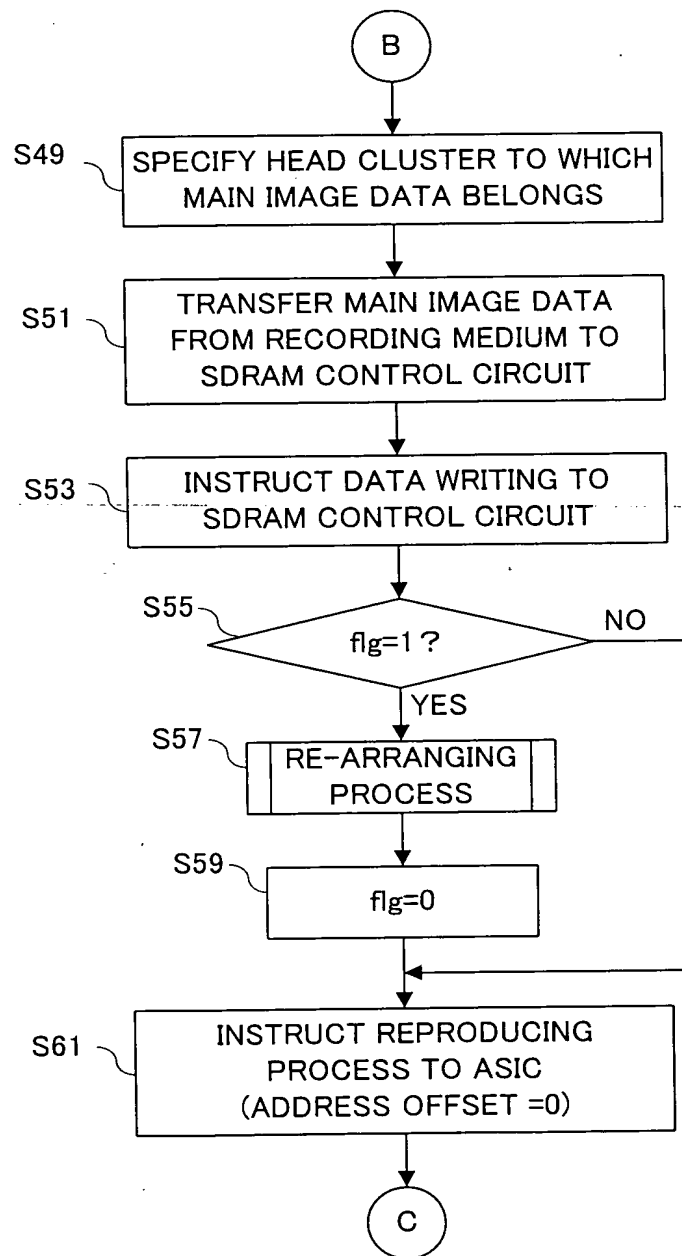 B
S49
SPECIFY HEAD CLUSTER TO WHICH
MAIN IMAGE DATA BELONGS
S51
TRANSFER MAIN IMAGE DATA
FROM RECORDING MEDIUM TO
SDRAM CONTROL CIRCUIT
S53
INSTRUCT DATA WRITING TO
SDRAM CONTROL CIRCUIT
S55
flg=1?
NO
YES
S57
RE-ARRANGING
PROCESS
S59
flg=0
S61
INSTRUCT REPRODUCING
PROCESS TO ASIC
(ADDRESS OFFSET =0)
C